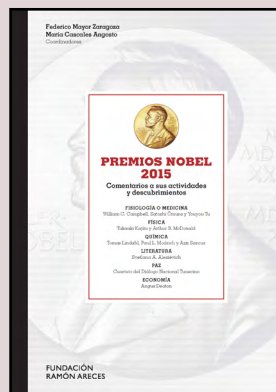 Federico Mayor Zaragoza
María Cascales Angosto
Coordinadores
PREMIOS NOBEL
2015
Comentarios a sus actividades
y descubrimientos
FISIOLOGÍA O MEDICINA
William C. Campbell, Satoshi Ōmura y Youyou Tu
FÍSICA
Takaaki Kajita y Arthur B. McDonald
QUÍMICA
Tomas Lindahl, Paul L. Modrich y Aziz Sancar
LITERATURA
Svetlana A. Alexiévich
PAZ
Cuarteto del Diálogo Nacional Tunecino
ECONOMÍA
Angus Deaton
FUNDACIÓN
RAMÓN ARECES